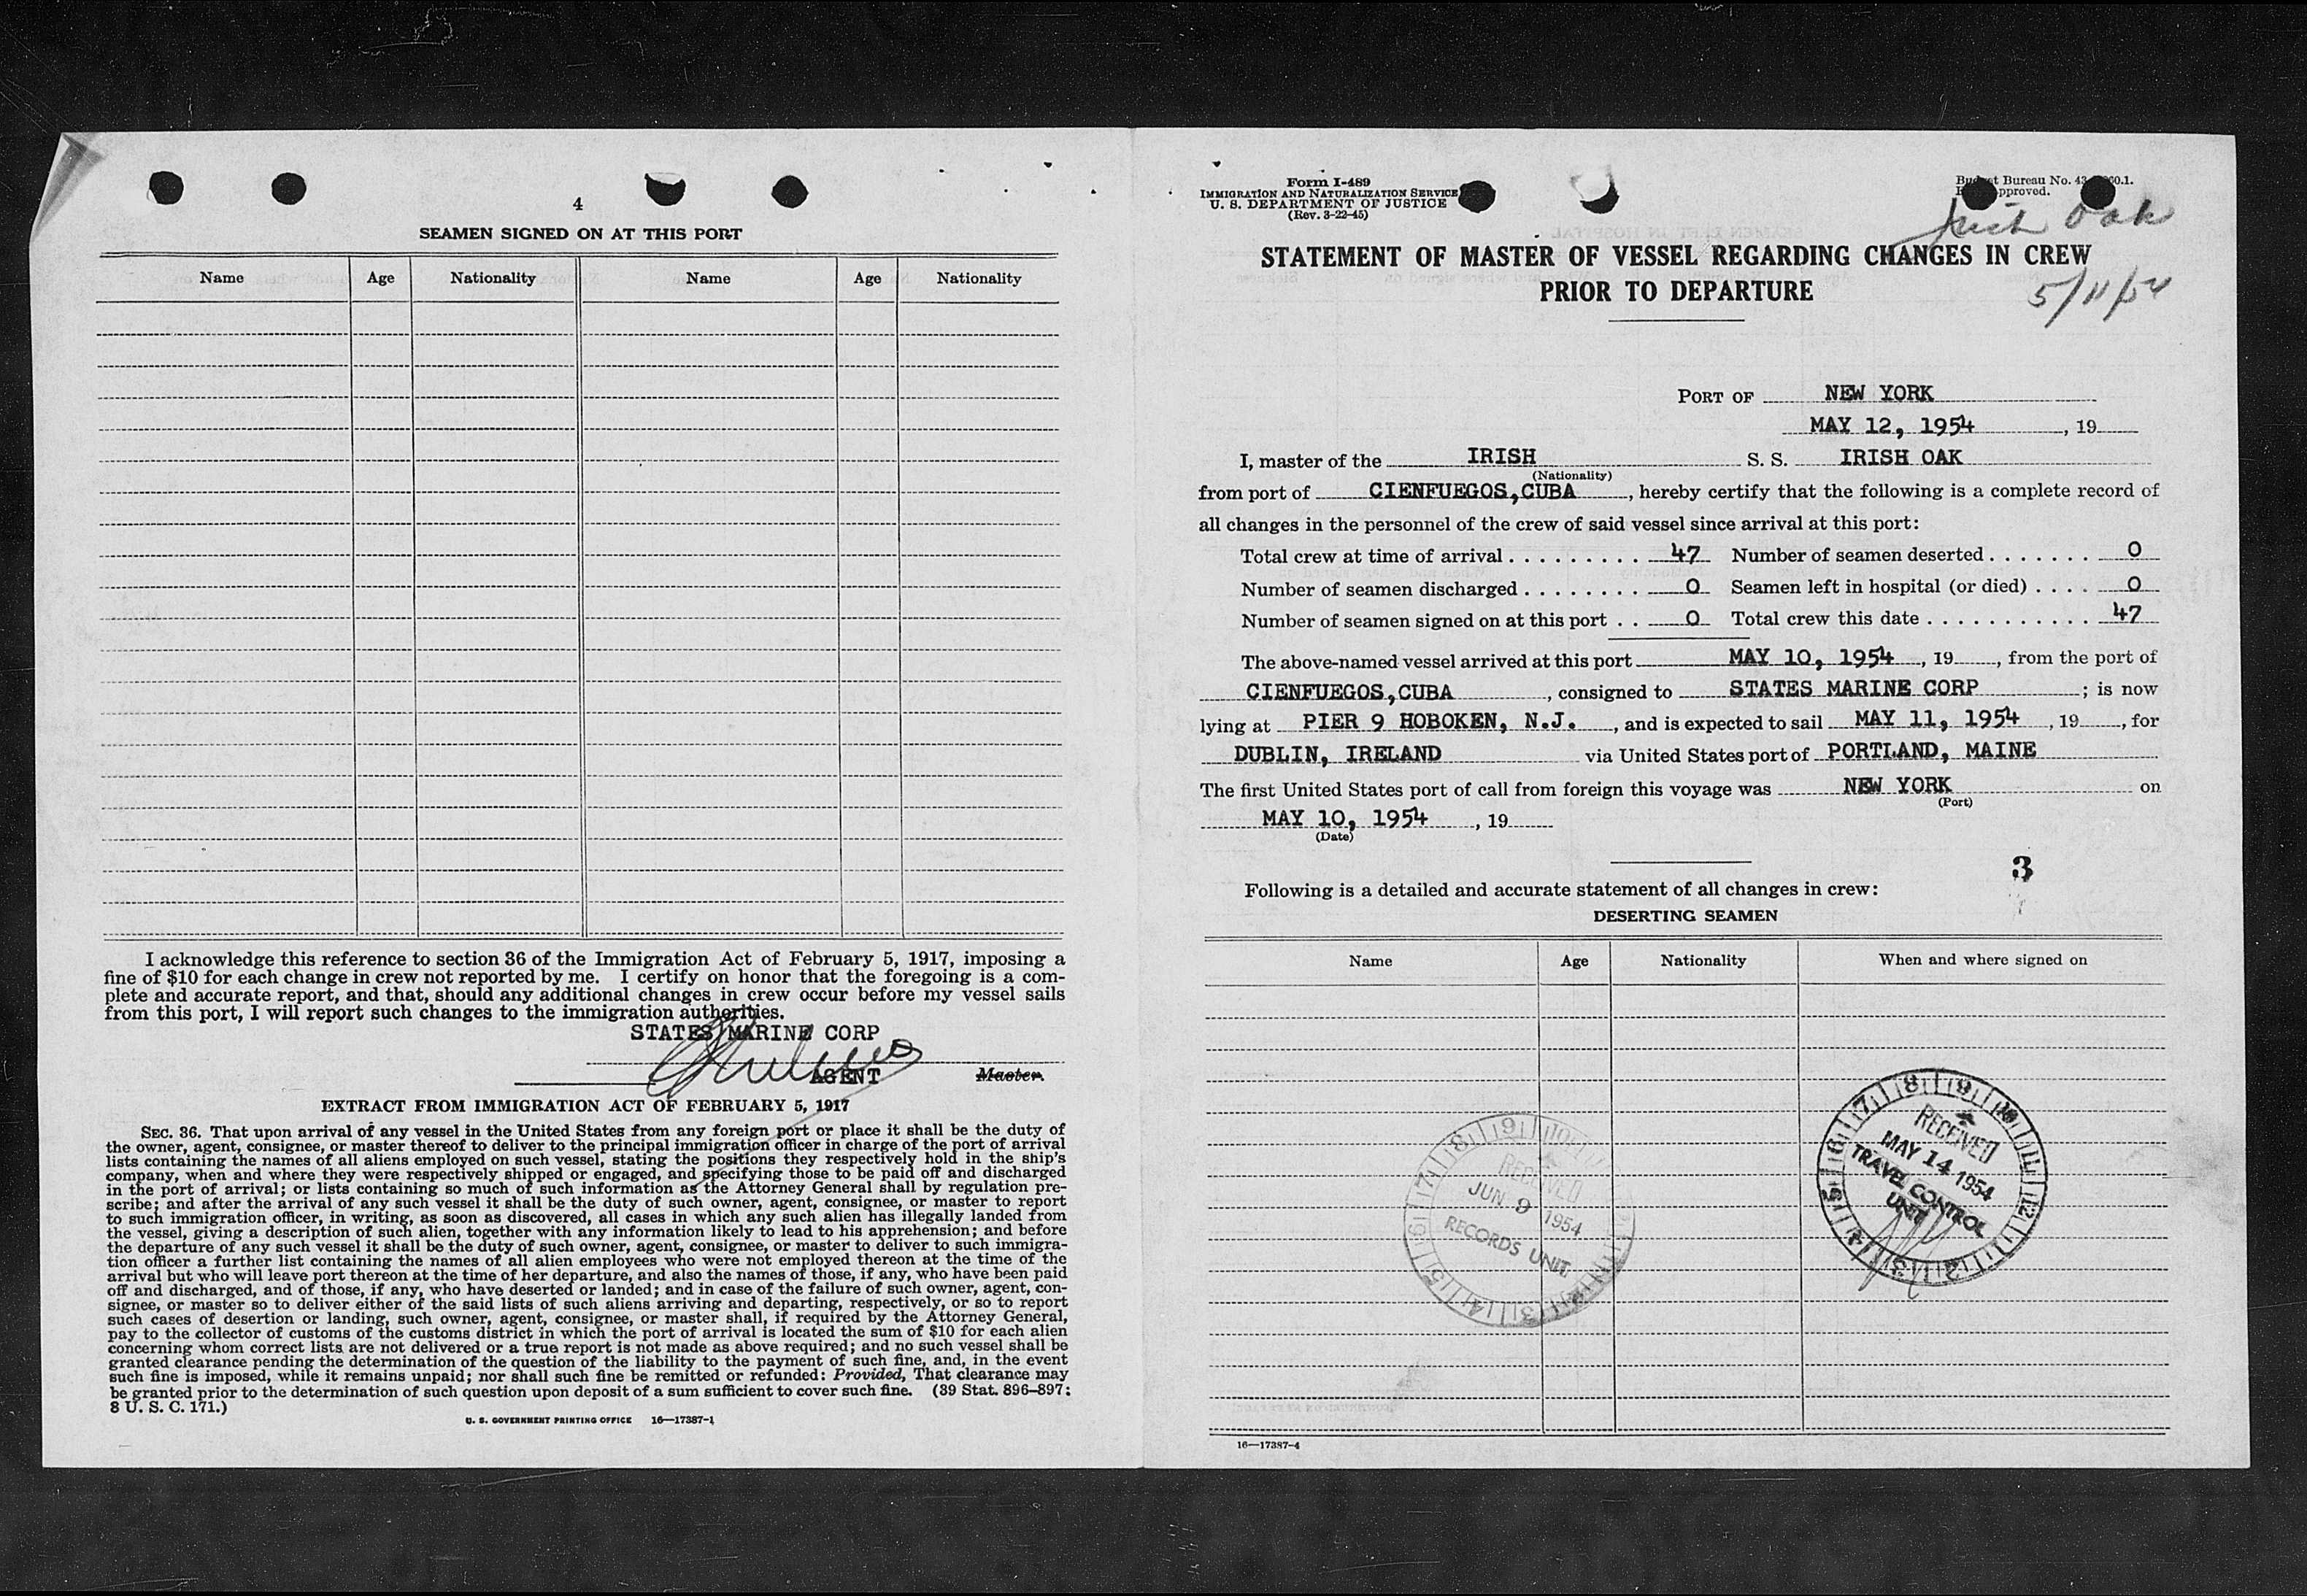 4
SEAMEN SIGNED ON AT THIS PORT
Name Age Nationality Name Age Nationality
I acknowledge this reference to section 36 of the Immigration Act of February 5, 1917, imposing a
fine of $10 for each change in crew not reported by me. I certify on honor that the foregoing is a com-
plete and accurate report, and that, should any additional changes in crew occur before my vessel sails
from this port, I will report such changes to the immigration authorities.
STATES MARINE CORP
AGENT Master.
EXTRACT FROM IMMIGRATION ACT OF FEBRUARY 5, 1917
SEC. 36. That upon arrival of any vessel in the United States from any foreign port or place it shall be the duty of
the owner, agent, consignee, or master thereof to deliver to the principal immigration officer in charge of the port of arrival
lists containing the names of all aliens employed on such vessel, stating the positions they respectively hold in the ship's
company, when and where they were respectively shipped or engaged, and specifying those to be paid off and discharged
in the port of arrival; or lists containing so much of such information as the Attorney General shall by regulation pre-
scribe; and after the arrival of any such vessel it shall be the duty of such owner, agent, consignee, or master to report
to such immigration officer, in writing, as soon as discovered, all cases in which any such alien has illegally landed from
the vessel, giving a description of such alien, together with any information likely to lead to his apprehension; and before
the departure of any such vessel it shall be the duty of such owner, agent, consignee, or master to deliver to such immigra-
tion officer a further list containing the names of all alien employees who were not employed thereon at the time of the
arrival but who will leave port thereon at the time of her departure, and also the names of those, if any, who have been paid
off and discharged, and of those, if any, who have deserted or landed; and in case of the failure of such owner, agent, con-
signee, or master so to deliver either of the said lists of such aliens arriving and departing, respectively, or so to report
such cases of desertion or landing, such owner, agent, consignee, or master shall, if required by the Attorney General,
pay to the collector of customs of the customs district in which the port of arrival is located the sum of $10 for each alien
concerning whom correct lists are not delivered or a true report is not made as above required; and no such vessel shall be
granted clearance pending the determination of the question of the liability to the payment of such fine, and, in the event
such fine is imposed, while it remains unpaid; nor shall such fine be remitted or refunded: Provided, That clearance may
be granted prior to the determination of such question upon deposit of a sum sufficient to cover such fine. (39 Stat. 896–897;
8 U. S. C. 171.)
U. S. GOVERNMENT PRINTING OFFICE 16—17387-1
Form I-489
IMMIGRATION AND NATURALIZATION SERVICE
U. S. DEPARTMENT OF JUSTICE
(Rev. 3-22-45)
Bureau No.
Irish Oak
STATEMENT OF MASTER OF VESSEL REGARDING CHANGES IN CREW
PRIOR TO DEPARTURE
5/11/54
PORT OF NEW YORK
MAY 12, 1954, 19
I, master of the IRISH S. S. IRISH OAK
(Nationality)
from port of CIENFUEGOS, CUBA, hereby certify that the following is a complete record of
all changes in the personnel of the crew of said vessel since arrival at this port:
Total crew at time of arrival . . . . . . . . . . 47 Number of seamen deserted . . . . . . . 0
Number of seamen discharged . . . . . . . . 0 Seamen left in hospital (or died) . . . . 0
Number of seamen signed on at this port . . 0 Total crew this date . . . . . . . . . . . 47
The above-named vessel arrived at this port MAY 10, 1954, 19, from the port of
CIENFUEGOS, CUBA, consigned to STATES MARINE CORP; is now
lying at PIER 9 HOBOKEN, N.J., and is expected to sail MAY 11, 1954, 19, for
DUBLIN, IRELAND via United States port of PORTLAND, MAINE
The first United States port of call from foreign this voyage was NEW YORK on
(Port)
MAY 10, 1954, 19
(Date)
3
Following is a detailed and accurate statement of all changes in crew:
DESERTING SEAMEN
Name Age Nationality When and where signed on
RECEIVED
MAY 14 1954
TRAVEL CONTROL
UNIT
RECEIVED
JUN 9 1954
RECORDS UNIT
16—17387-4